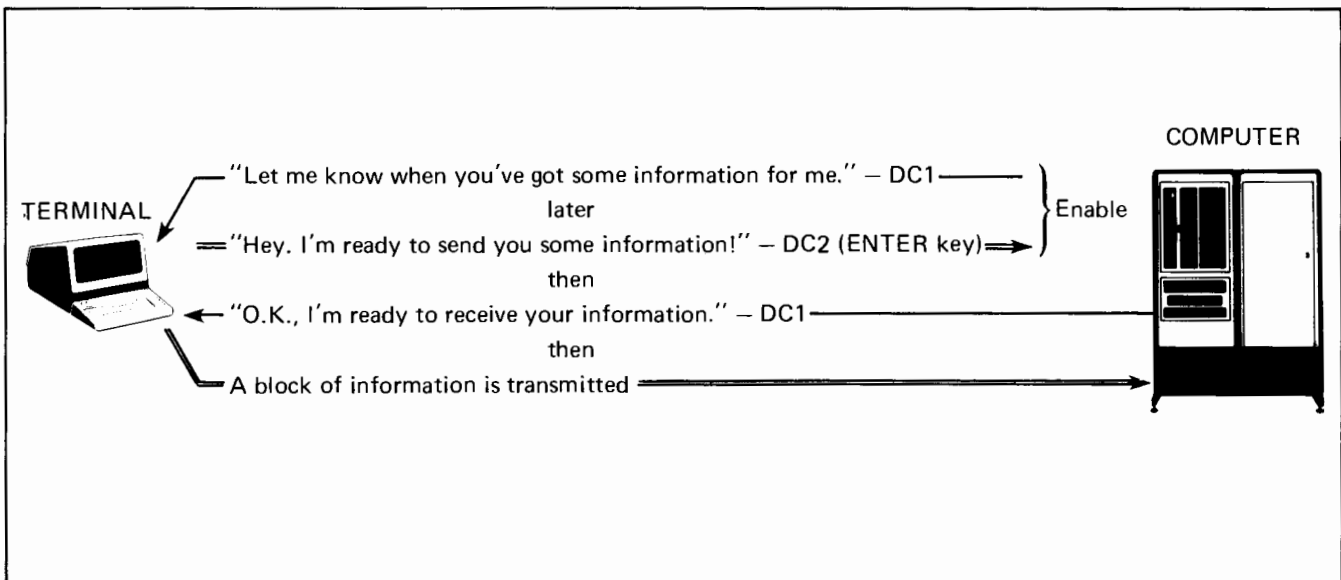 COMPUTER
"Let me know when you've got some information for me." – DC1
TERMINAL
later
Enable
"Hey. I'm ready to send you some information!" – DC2 (ENTER key)
then
"O.K., I'm ready to receive your information." – DC1
then
A block of information is transmitted